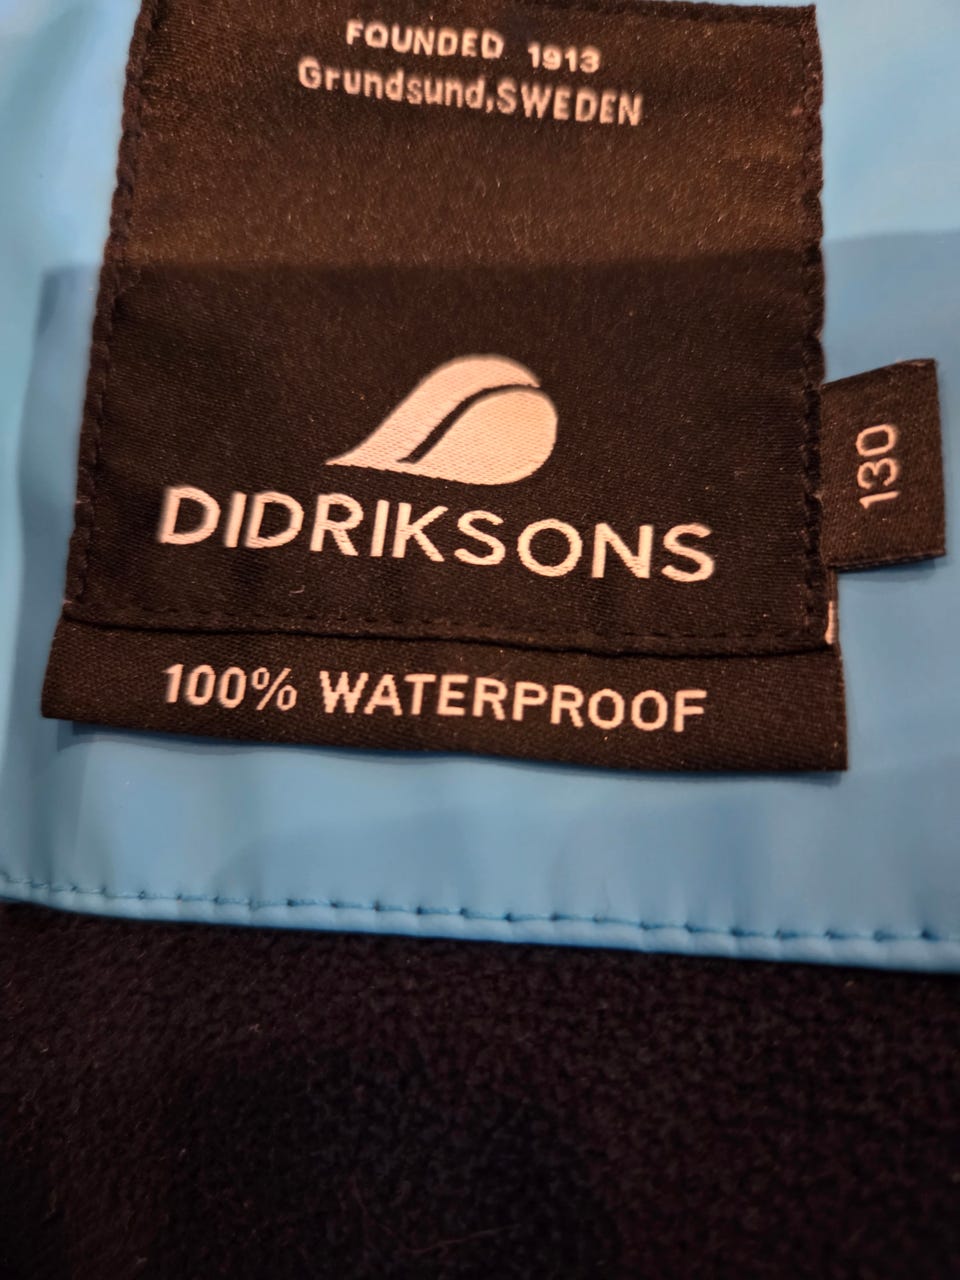 FOUNDED 1913
Grundsund,SWEDEN
DIDRIKSONS
130
100% WATERPROOF